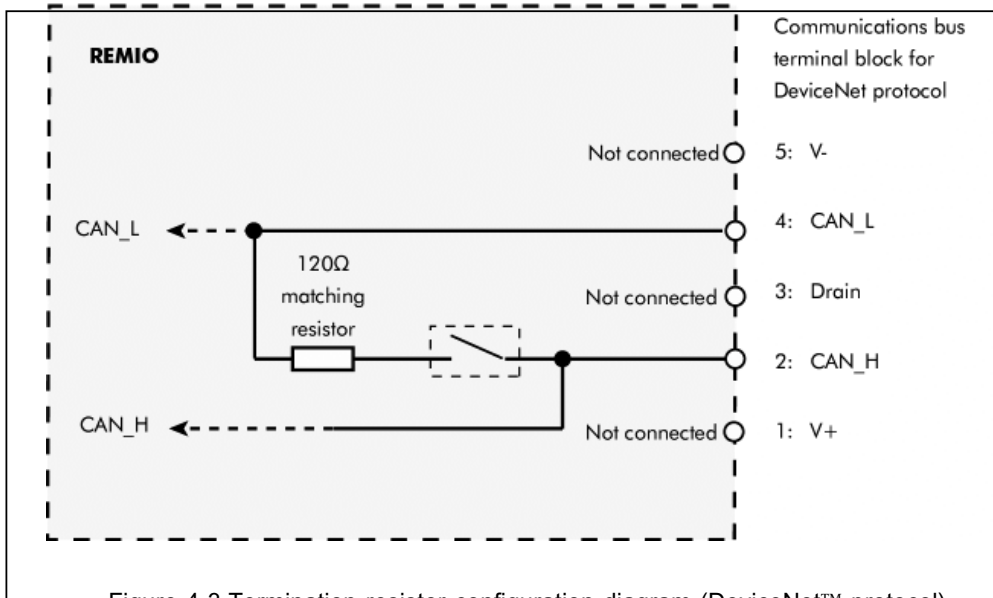 Communications bus
terminal block for
DeviceNet protocol
REMIO
Not connected
5: V-
CAN_L
4: CAN_L
120Ω
matching
resistor
Not connected
3: Drain
2: CAN_H
CAN_H
Not connected
1: V+
Figure 4-3 Termination resistor configuration diagram (DeviceNet™ protocol)